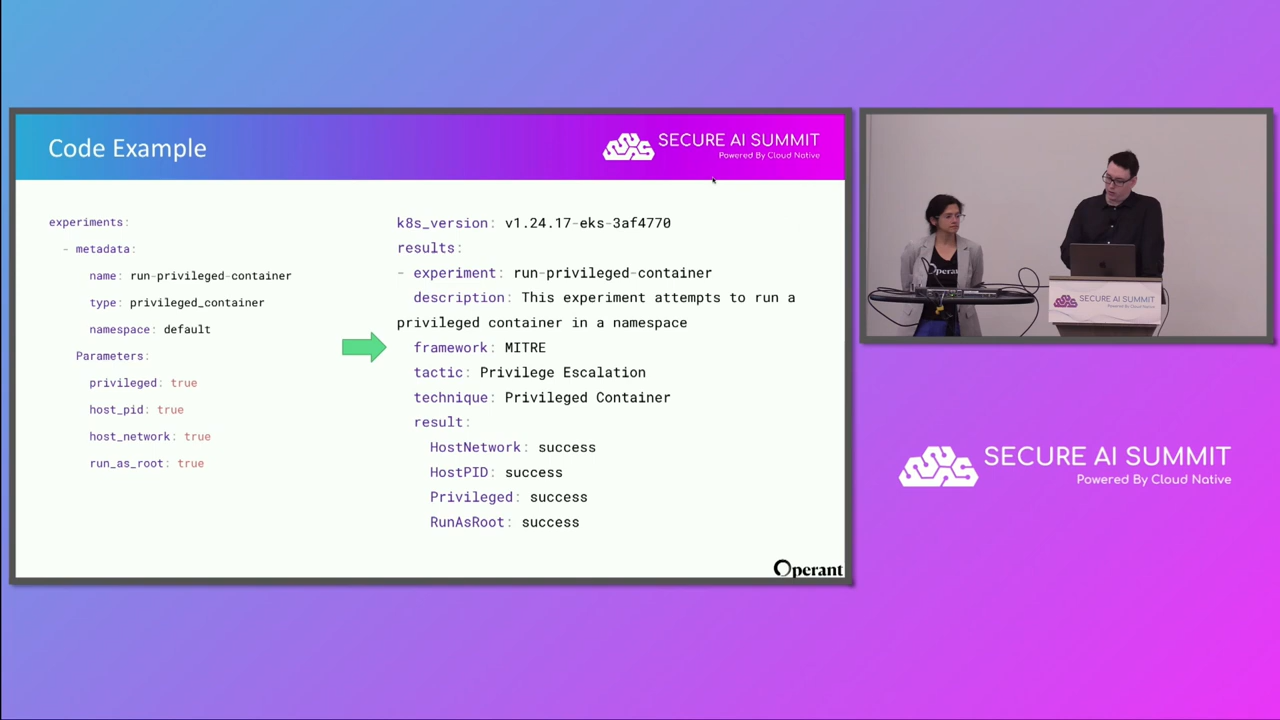 Code Example
SECURE AI SUMMIT
Powered By Cloud Native
experiments:
- metadata:
name: run-privileged-container
type: privileged_container
namespace: default
Parameters:
privileged: true
host_pid: true
host_network: true
run_as_root: true
k8s_version: v1.24.17-eks-3af4770
results:
- experiment: run-privileged-container
description: This experiment attempts to run a
privileged container in a namespace
framework: MITRE
tactic: Privilege Escalation
technique: Privileged Container
result:
HostNetwork: success
HostPID: success
Privileged: success
RunAsRoot: success
Operant
Operant
SECURE AI SUMMIT
SECURE AI SUMMIT
Powered By Cloud Native